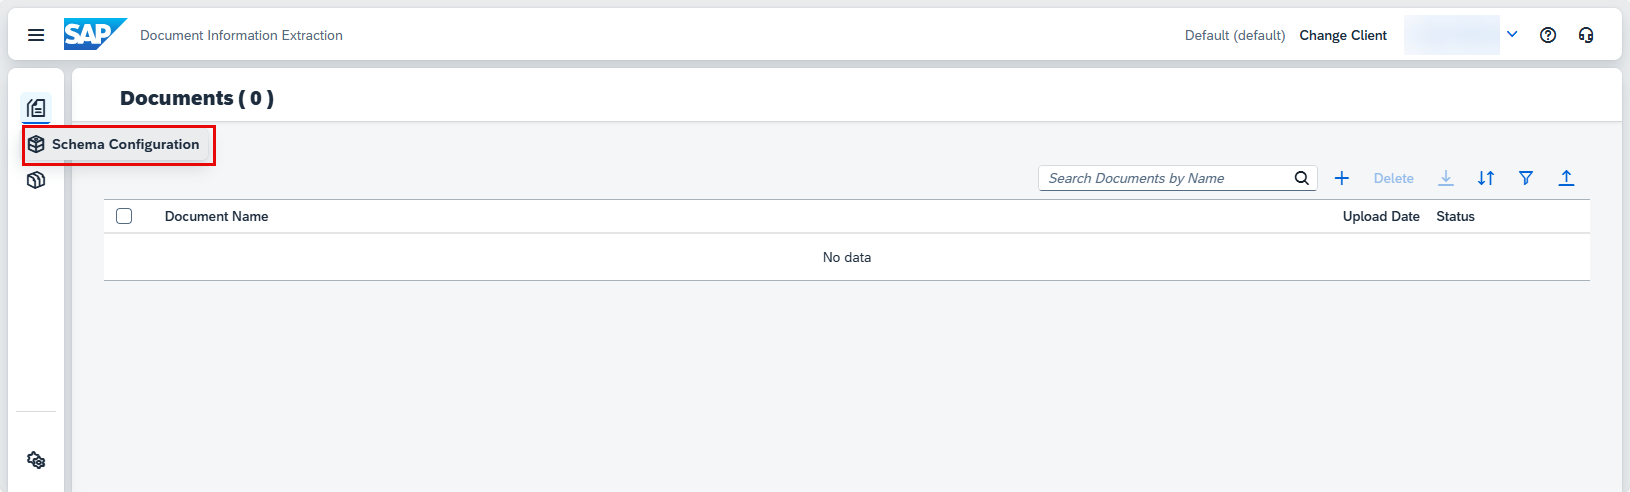 SAP Document Information Extraction Default (default) Change Client
Documents ( 0 )
Schema Configuration
Search Documents by Name Delete
Document Name Upload Date Status
No data